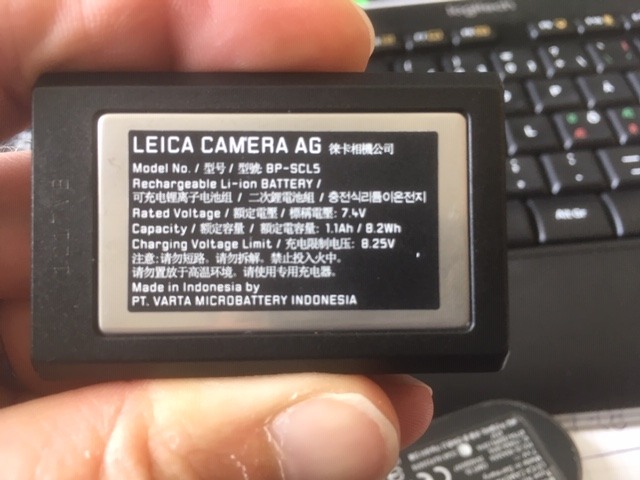 logitech
LEICA CAMERA AG 徠卡相機公司
Model No. / 型号 / 型號: BP-SCL5
Rechargeable Li-ion BATTERY /
可充电锂离子电池组 / 二次鋰電池組 / 충전식리튬이온전지
Rated Voltage / 额定電壓 / 標稱電壓: 7.4V
Capacity / 额定容量 / 額定電容量: 1.1Ah / 8.2Wh
Charging Voltage Limit / 充电限制电压: 8.25V
注意: 请勿短路, 请勿拆解, 禁止投入火中,
请勿置放于高温环境, 请使用专用充电器.
Made in Indonesia by
PT. VARTA MICROBATTERY INDONESIA
Alt Gr